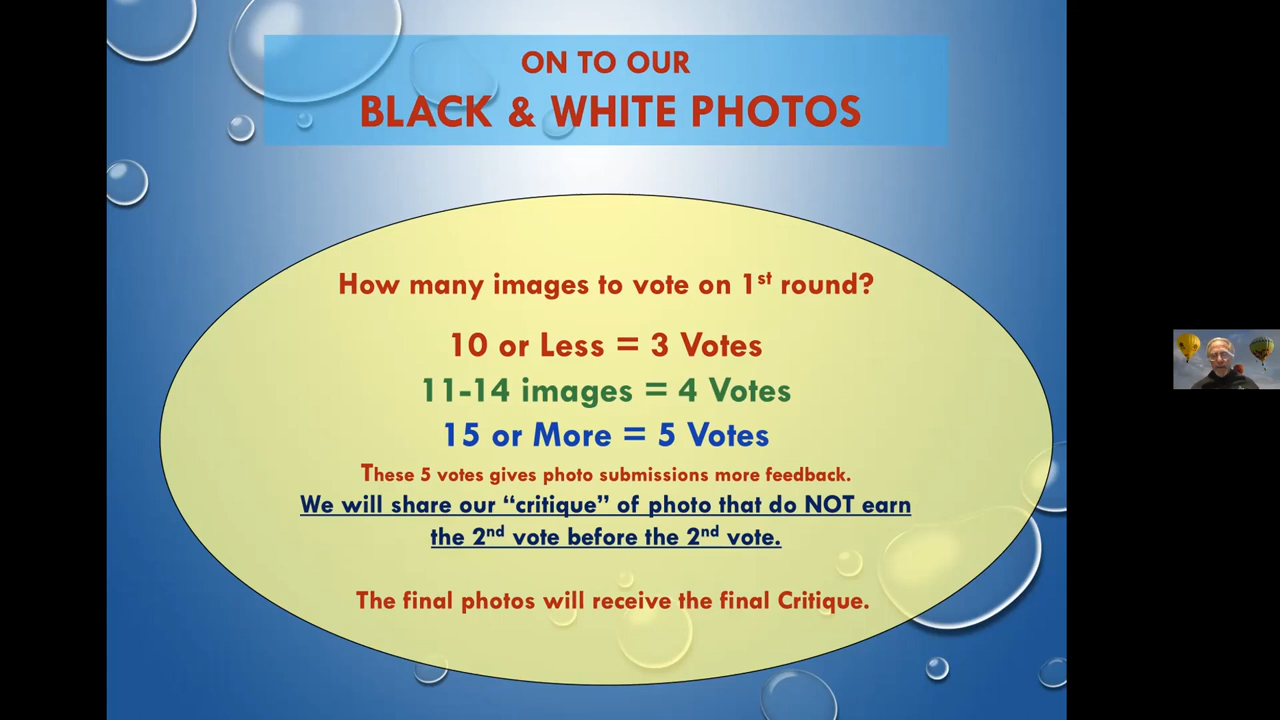 ON TO OUR
BLACK & WHITE PHOTOS
How many images to vote on 1st round?
10 or Less = 3 Votes
11-14 images = 4 Votes
15 or More = 5 Votes
These 5 votes gives photo submissions more feedback.
We will share our “critique” of photo that do NOT earn
the 2nd vote before the 2nd vote.
The final photos will receive the final Critique.